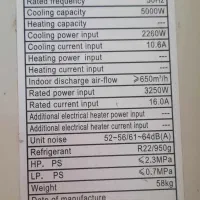 Rated frequency 50Hz
Cooling capacity 5000W
Heating capacity ---
Cooling power input 2260W
Cooling current input 10.6A
Heating power input ---
Heating current input ---
Indoor discharge air-flow ≥650m³/h
Rated power input 3250W
Rated current input 16.0A
Additional electrical heater power input ---
Additional electrical heater current input ---
Unit noise 52-56/61-64dB(A)
Refrigerant R22/950g
HP. PS ≤2.3MPa
LP. PS ≤0.7MPa
Weight 58kg
Date of manufacture